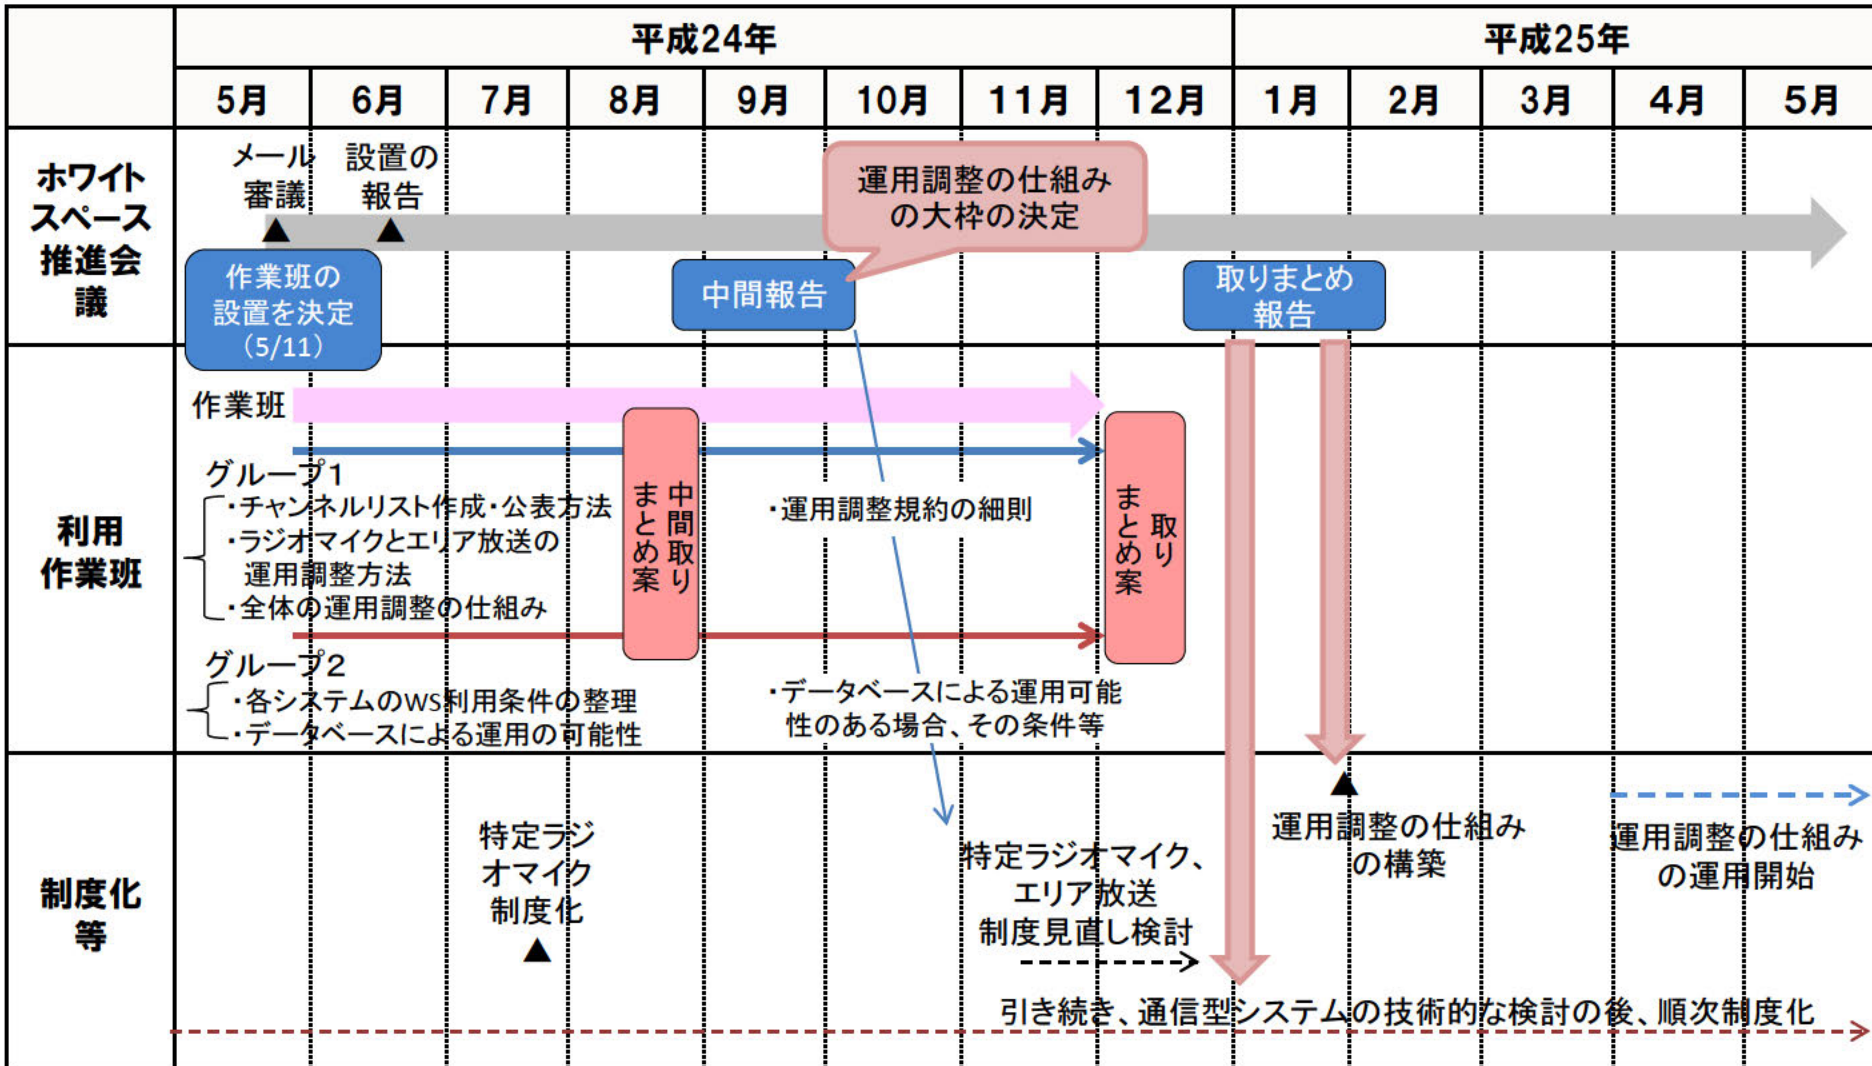 平成24年
平成25年
5月
6月
7月
8月
9月
10月
11月
12月
1月
2月
3月
4月
5月
ホワイト
スペース
推進会
議
メール
審議
▲
設置の
報告
▲
運用調整の仕組み
の大枠の決定
作業班の
設置を決定
(5/11)
中間報告
取りまとめ
報告
利用
作業班
作業班
グループ1
・チャンネルリスト作成・公表方法
・ラジオマイクとエリア放送の
運用調整方法
・全体の運用調整の仕組み
グループ2
・各システムのWS利用条件の整理
・データベースによる運用の可能性
中間取り
まとめ案
・運用調整規約の細則
・データベースによる運用可能
性のある場合、その条件等
取り
まとめ案
制度化
等
特定ラジ
オマイク
制度化
▲
特定ラジオマイク、
エリア放送
制度見直し検討
▲
運用調整の仕組み
の構築
運用調整の仕組み
の運用開始
引き続き、通信型システムの技術的な検討の後、順次制度化